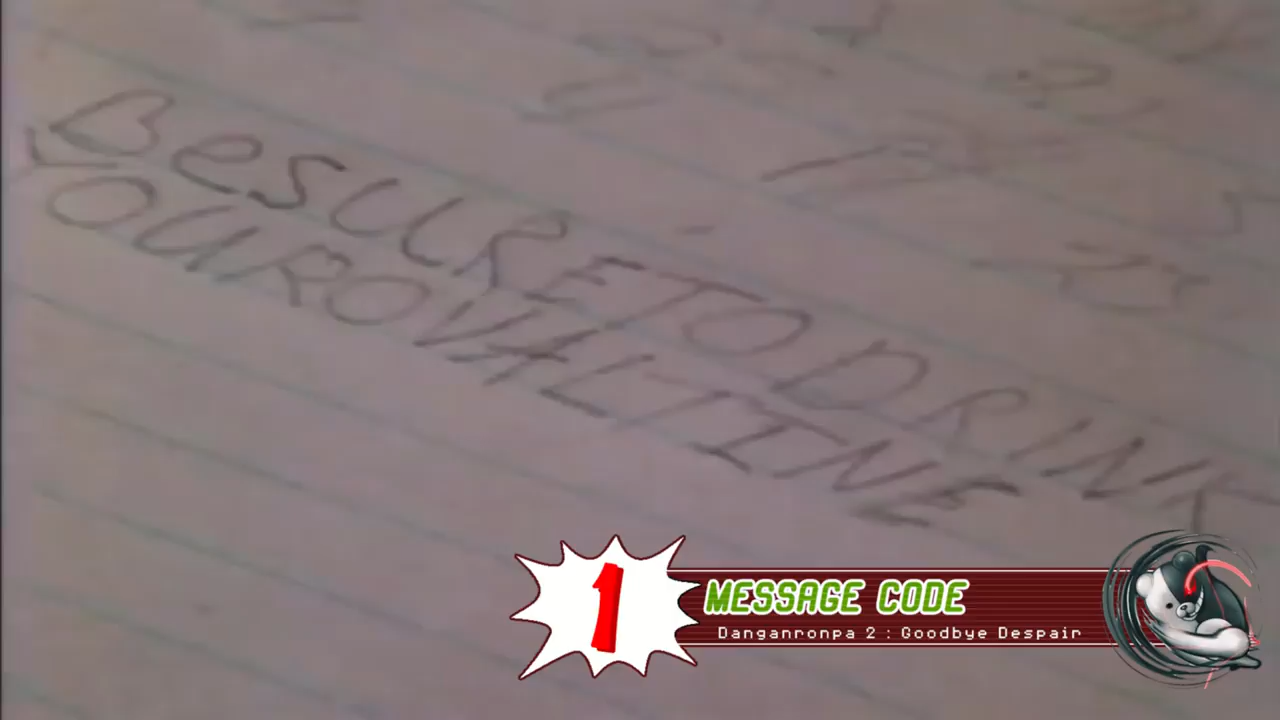 BeSURETODRINK
YOUROVALTINE
1
MESSAGE CODE
Danganronpa 2 : Goodbye Despair